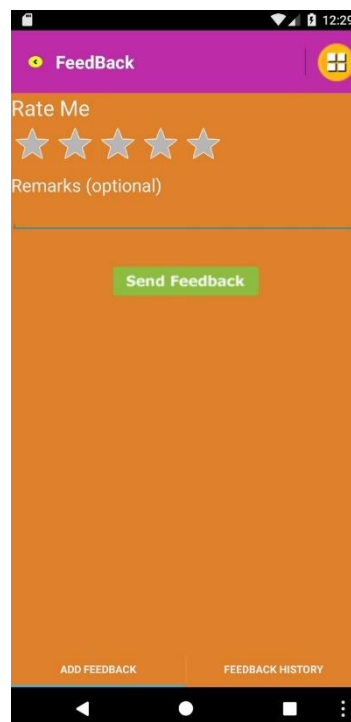 12:29
FeedBack
Rate Me
Remarks (optional)
Send Feedback
ADD FEEDBACK FEEDBACK HISTORY